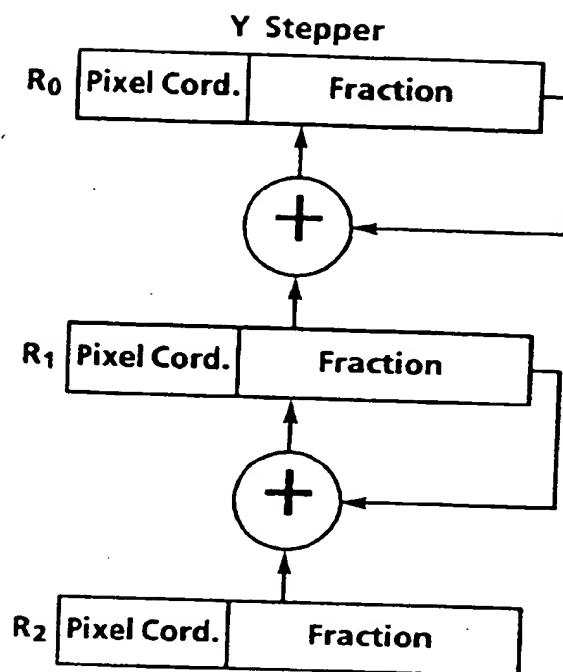 Y Stepper
R0 Pixel Cord. Fraction
+
R1 Pixel Cord. Fraction
+
R2 Pixel Cord. Fraction